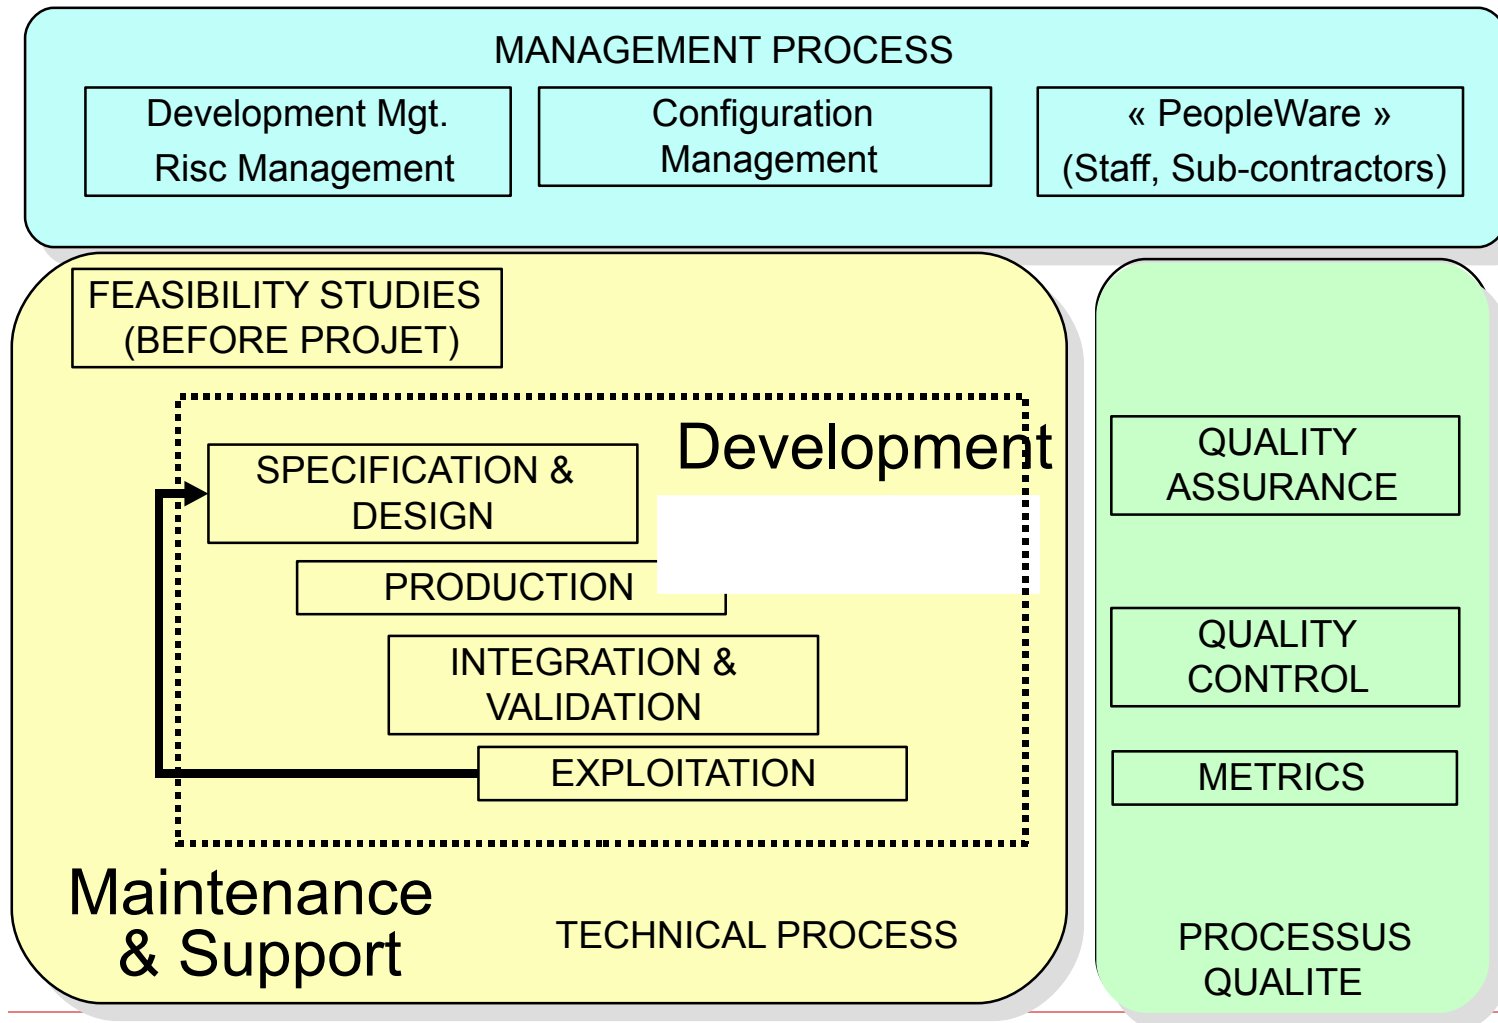 MANAGEMENT PROCESS
Development Mgt.
Risc Management
Configuration
Management
« PeopleWare »
(Staff, Sub-contractors)
FEASIBILITY STUDIES
(BEFORE PROJET)
Development
SPECIFICATION &
DESIGN
PRODUCTION
INTEGRATION &
VALIDATION
EXPLOITATION
Maintenance
& Support
TECHNICAL PROCESS
QUALITY
ASSURANCE
QUALITY
CONTROL
METRICS
PROCESSUS
QUALITE